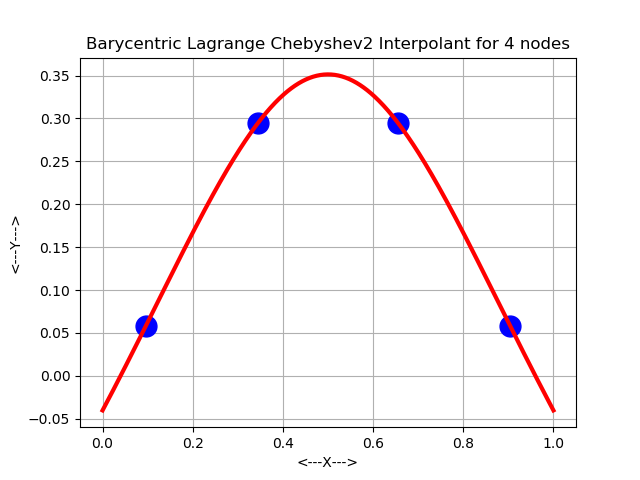 Barycentric Lagrange Chebyshev2 Interpolant for 4 nodes
0.35
0.30
0.25
0.20
0.15
0.10
0.05
0.00
−0.05
<---Y--->
0.0 0.2 0.4 0.6 0.8 1.0
<---X--->